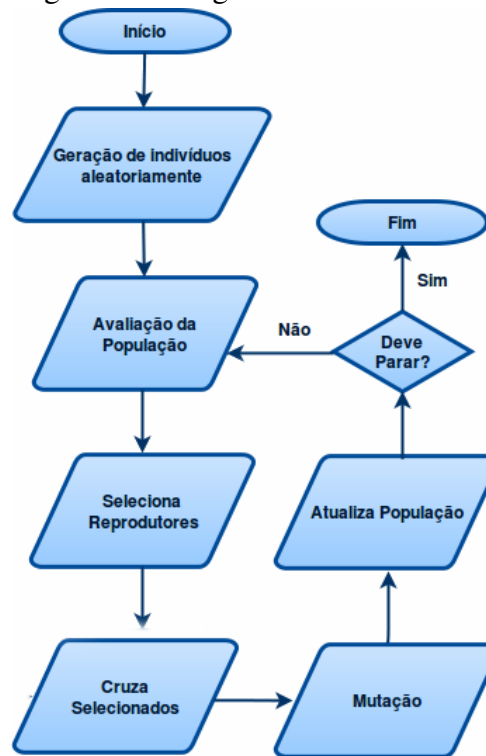 Início
Geração de indivíduos
aleatoriamente
Avaliação da
População
Seleciona
Reprodutores
Cruza
Selecionados
Mutação
Atualiza População
Deve
Parar?
Não
Sim
Fim